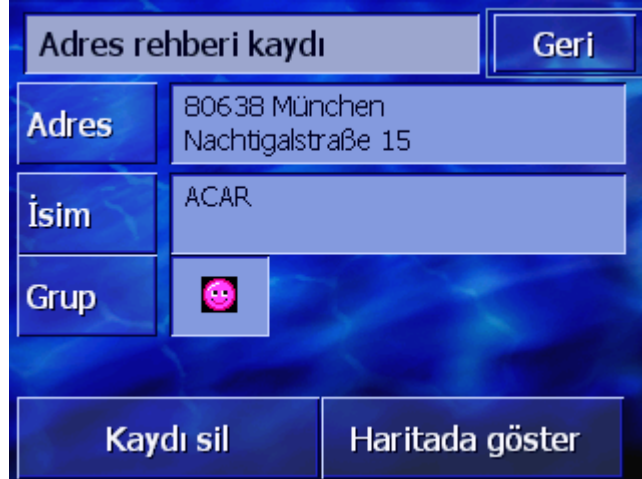 Adres rehberi kaydı
Geri
Adres
80638 München
Nachtigalstraße 15
İsim
ACAR
Grup
Kaydı sil
Haritada göster